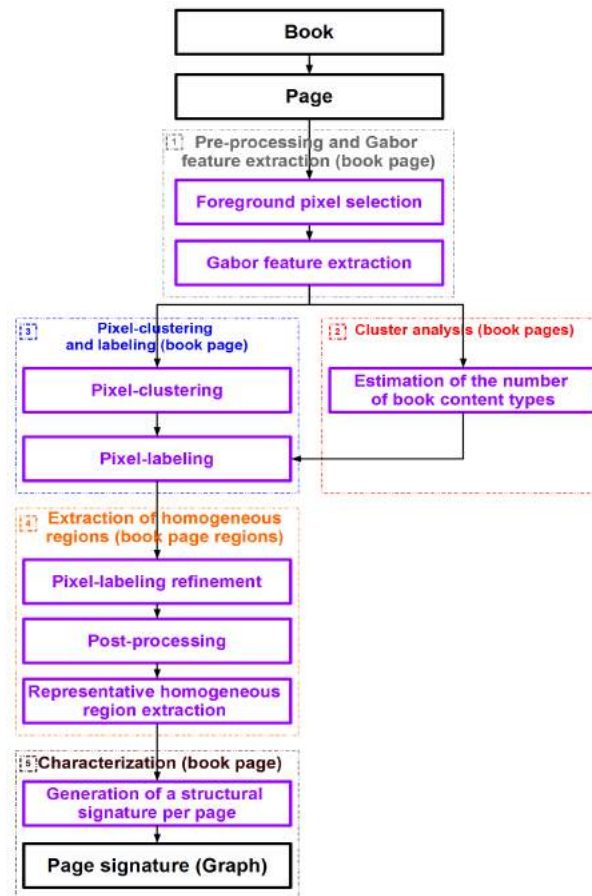 Book
Page
1 Pre-processing and Gabor
feature extraction (book page)
Foreground pixel selection
Gabor feature extraction
3 Pixel-clustering
and labeling (book page)
Pixel-clustering
Pixel-labeling
2 Cluster analysis (book pages)
Estimation of the number
of book content types
4 Extraction of homogeneous
regions (book page regions)
Pixel-labeling refinement
Post-processing
Representative homogeneous
region extraction
5 Characterization (book page)
Generation of a structural
signature per page
Page signature (Graph)